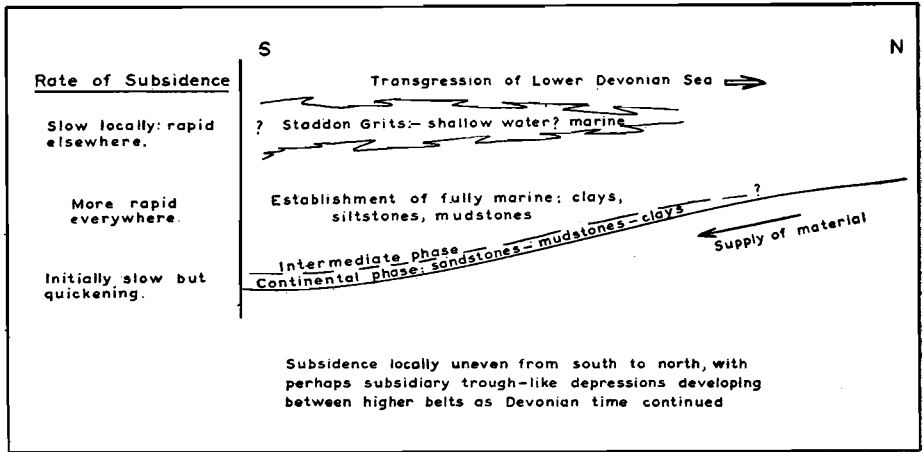 S
N
Rate of Subsidence
Transgression of Lower Devonian Sea
Slow locally: rapid
elsewhere.
? Staddon Grits:— shallow water? marine
More rapid
everywhere.
Establishment of fully marine: clays,
siltstones, mudstones
?
Supply of material
Intermediate phase
Continental phase: sandstones—mudstones—clays
Initially slow but
quickening.
Subsidence locally uneven from south to north, with
perhaps subsidiary trough-like depressions developing
between higher belts as Devonian time continued